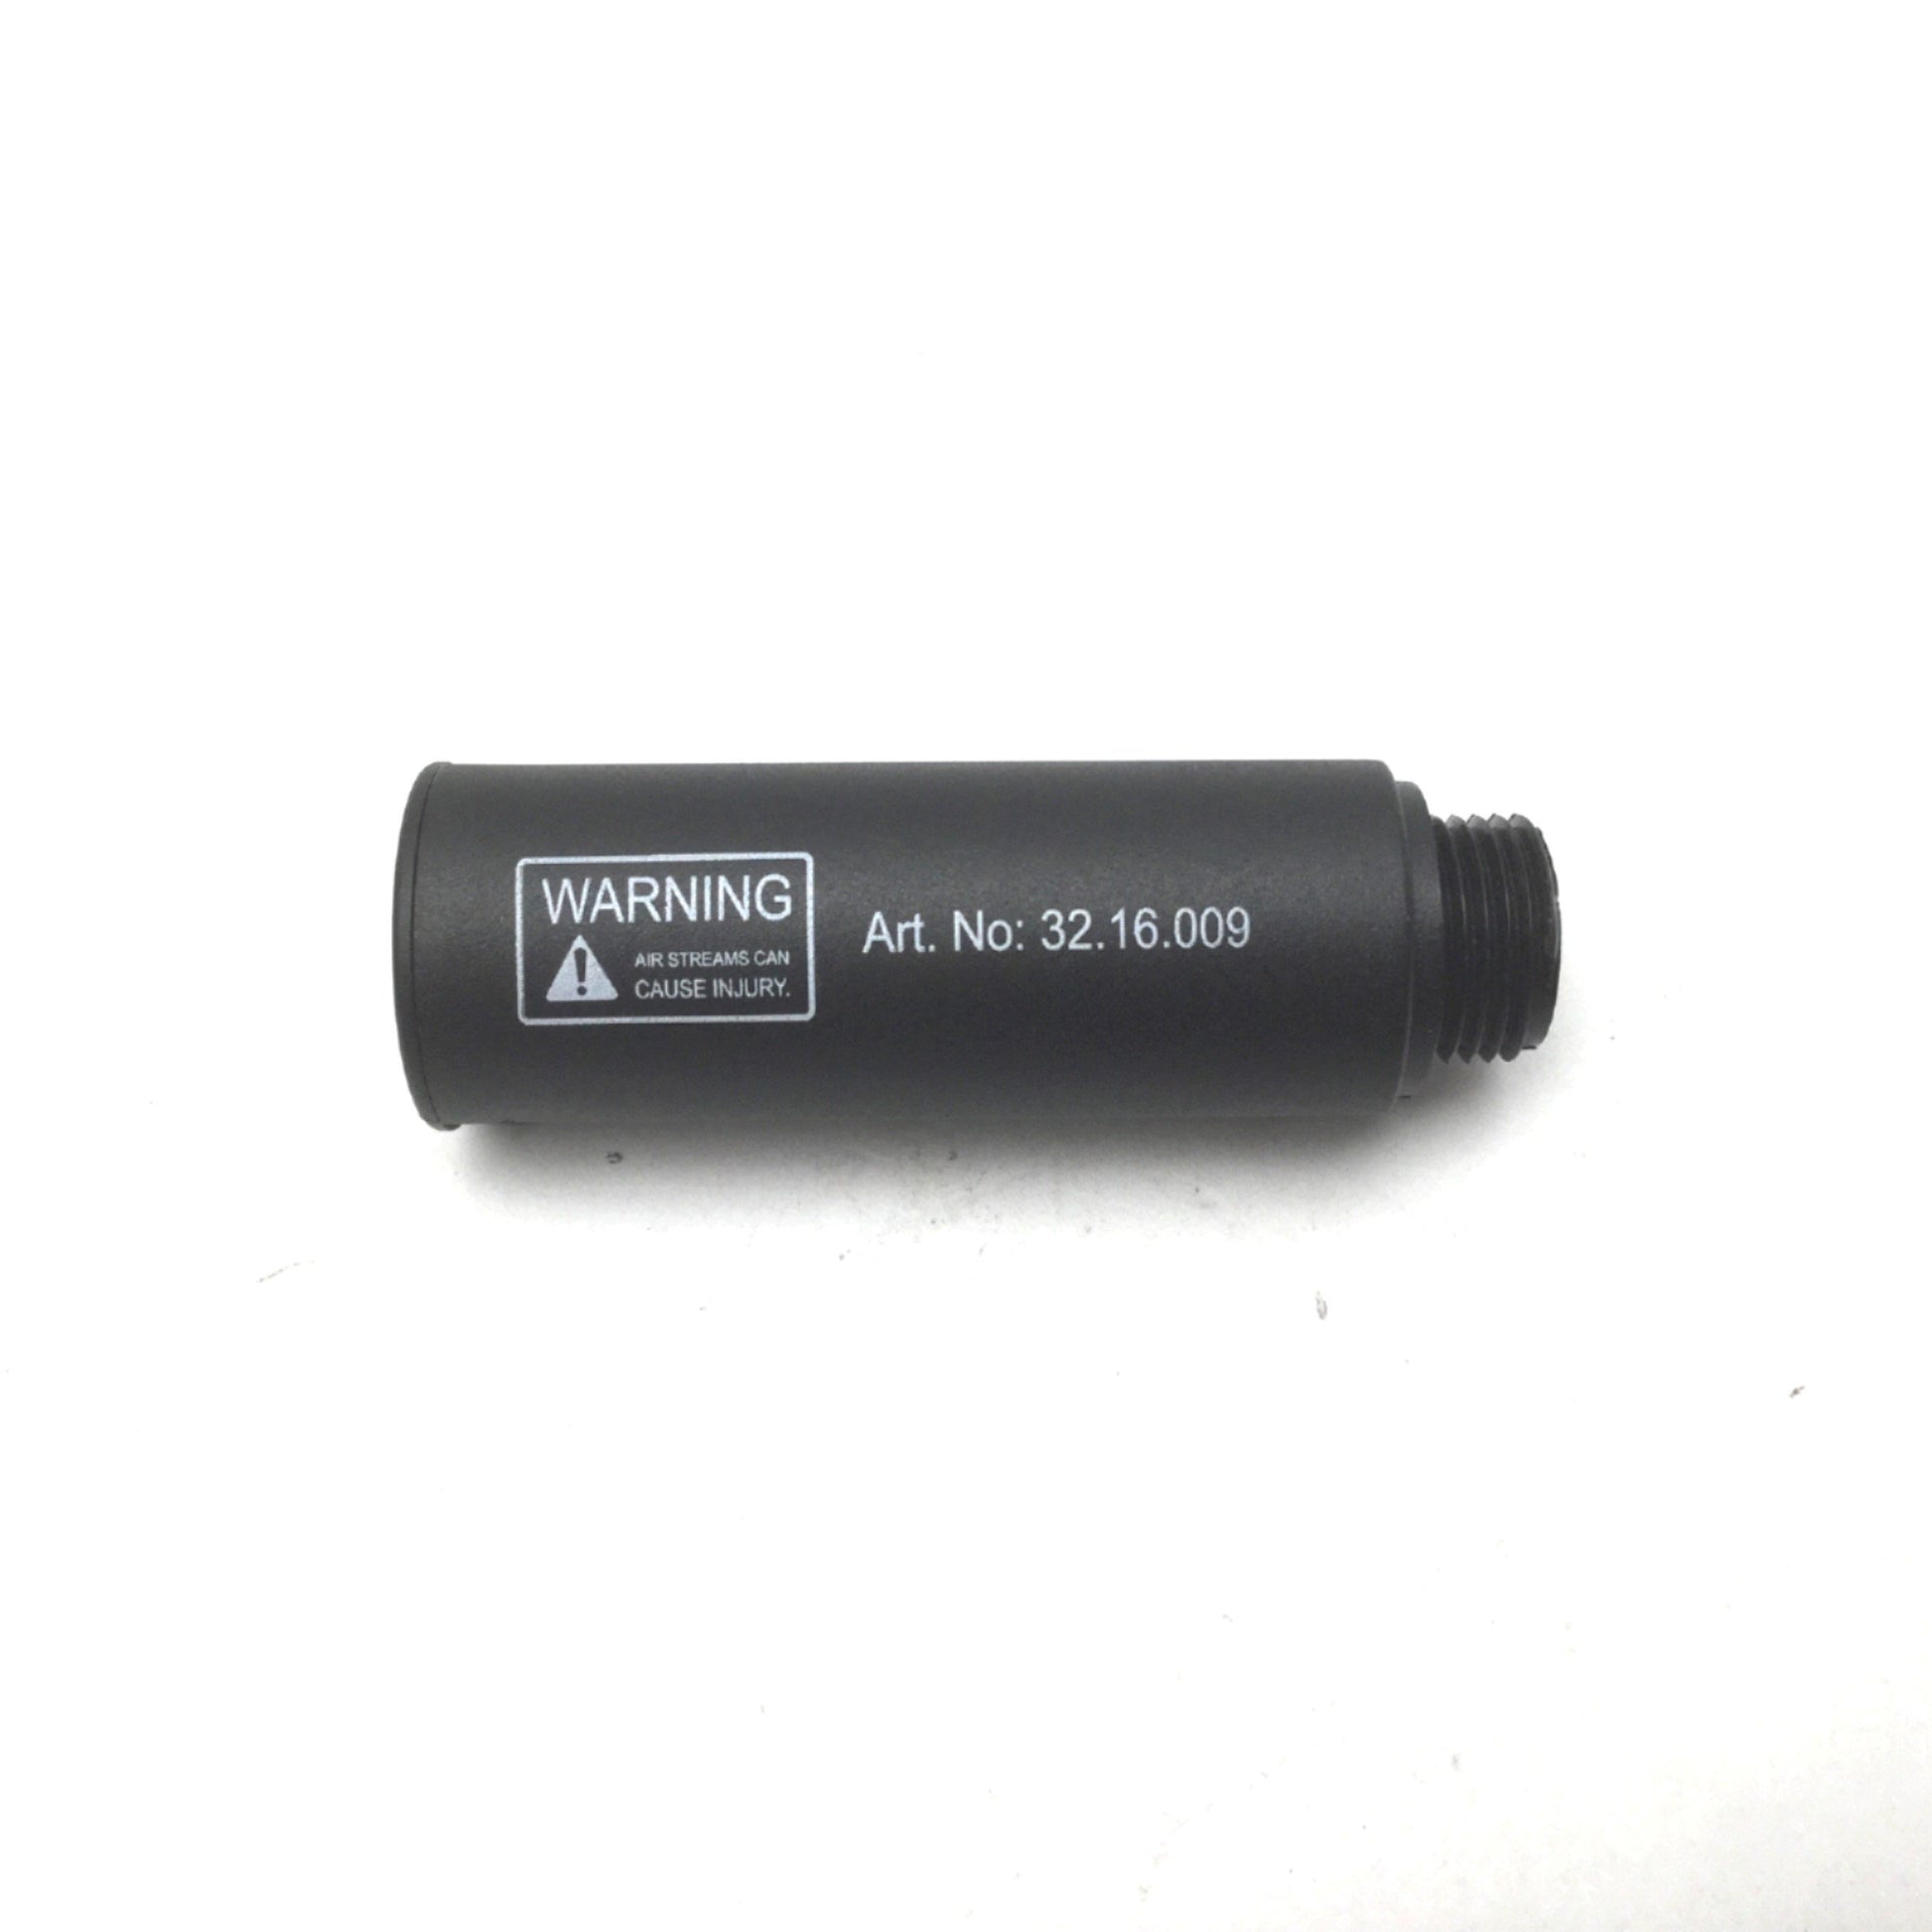 WARNING
AIR STREAMS CAN
CAUSE INJURY.
Art. No: 32.16.009